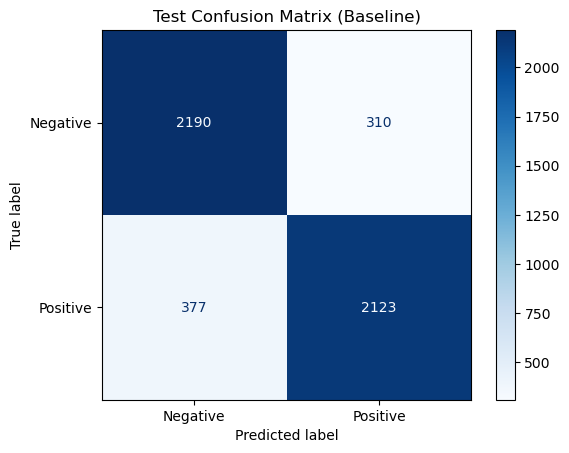 Test Confusion Matrix (Baseline)
True label
Negative
2190
310
Positive
377
2123
Negative
Positive
Predicted label
2000
1750
1500
1250
1000
750
500